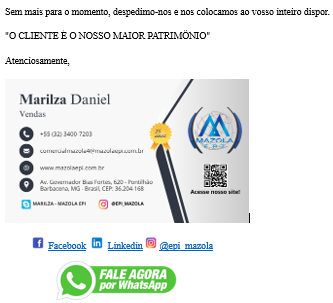 Sem mais para o momento, despedimo-nos e nos colocamos ao vosso inteiro dispor.
"O CLIENTE É O NOSSO MAIOR PATRIMÔNIO"
Atenciosamente,
Marilza Daniel
Vendas
+55 (32) 3400-7203
comercialmazola4@mazolaepi.com.br
www.mazolaepi.com.br
Av. Governador Bias Fortes, 620 - Pontilhão
Barbacena, MG - Brasil, CEP: 36.204-168
MARILZA - MAZOLA EPI
@EPI_MAZOLA
MAZOLA
E.P.I.
Acesse nosso site!
Facebook Linkedin @epi_mazola
FALE AGORA
por WhatsApp